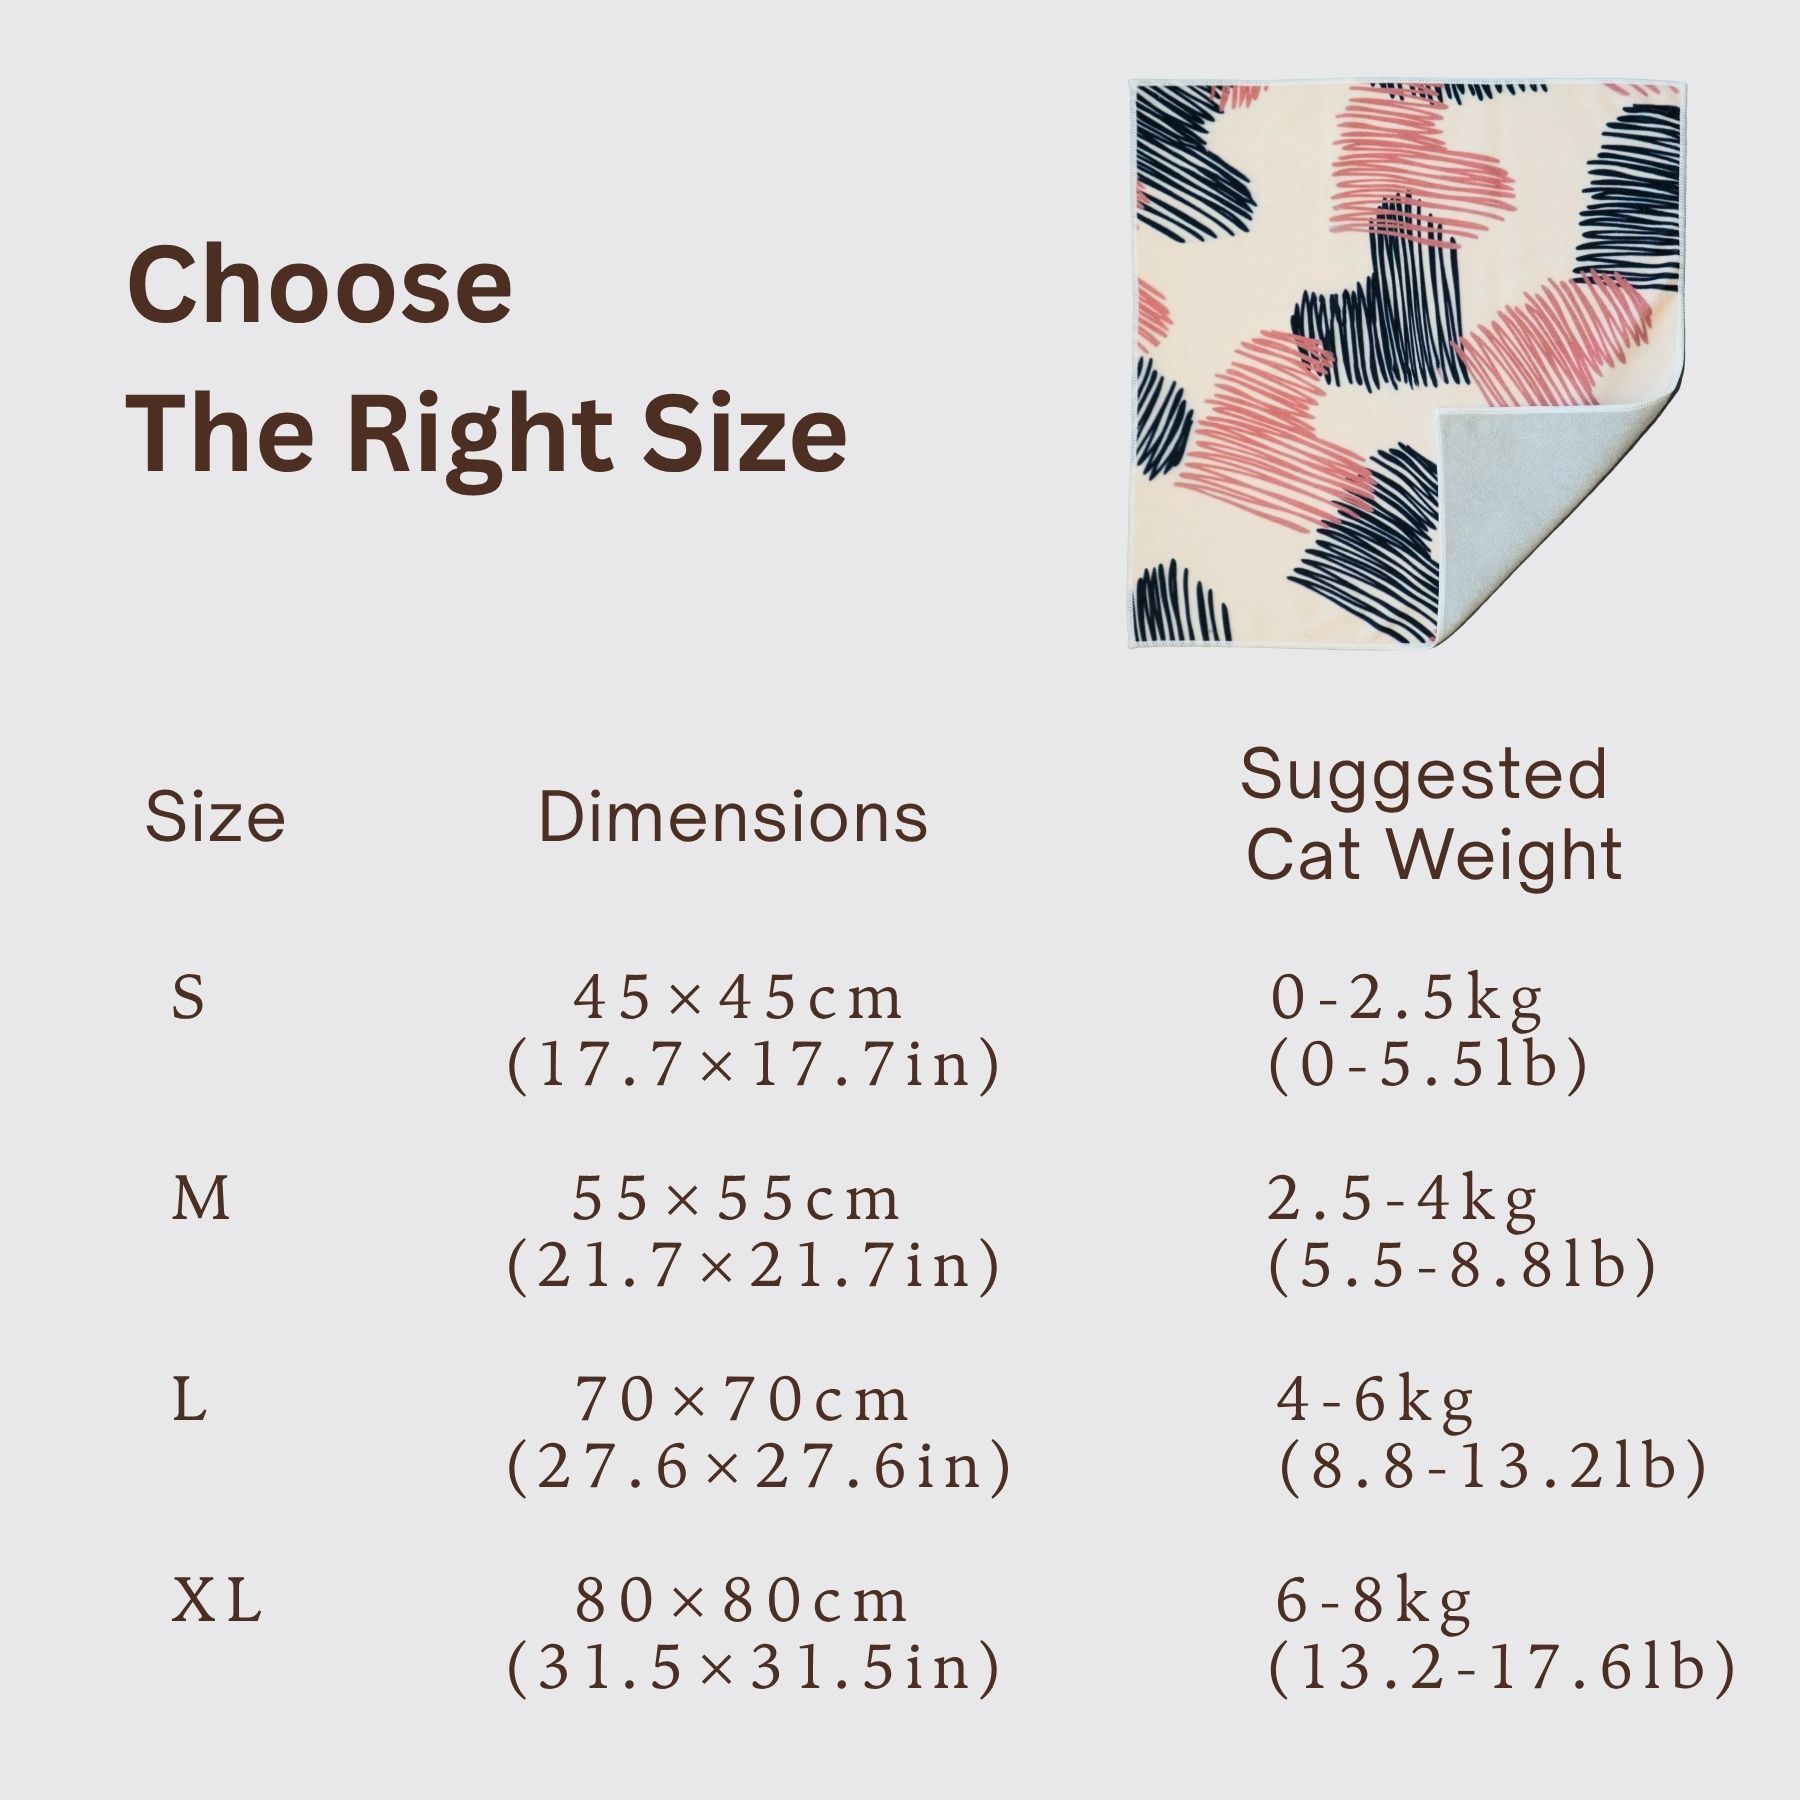 Choose
The Right Size
Size
Dimensions
Suggested
Cat Weight
S
45×45cm
(17.7×17.7in)
0-2.5kg
(0-5.5lb)
M
55×55cm
(21.7×21.7in)
2.5-4kg
(5.5-8.8lb)
L
70×70cm
(27.6×27.6in)
4-6kg
(8.8-13.2lb)
XL
80×80cm
(31.5×31.5in)
6-8kg
(13.2-17.6lb)